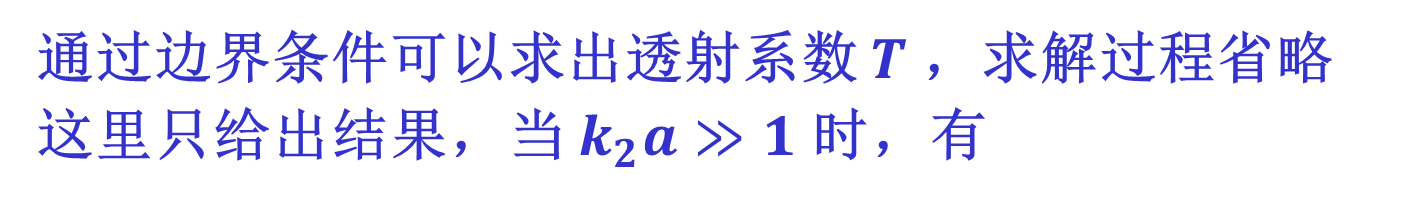 通过边界条件可以求出透射系数 T ，求解过程省略
这里只给出结果，当 k₂a ≫ 1 时，有